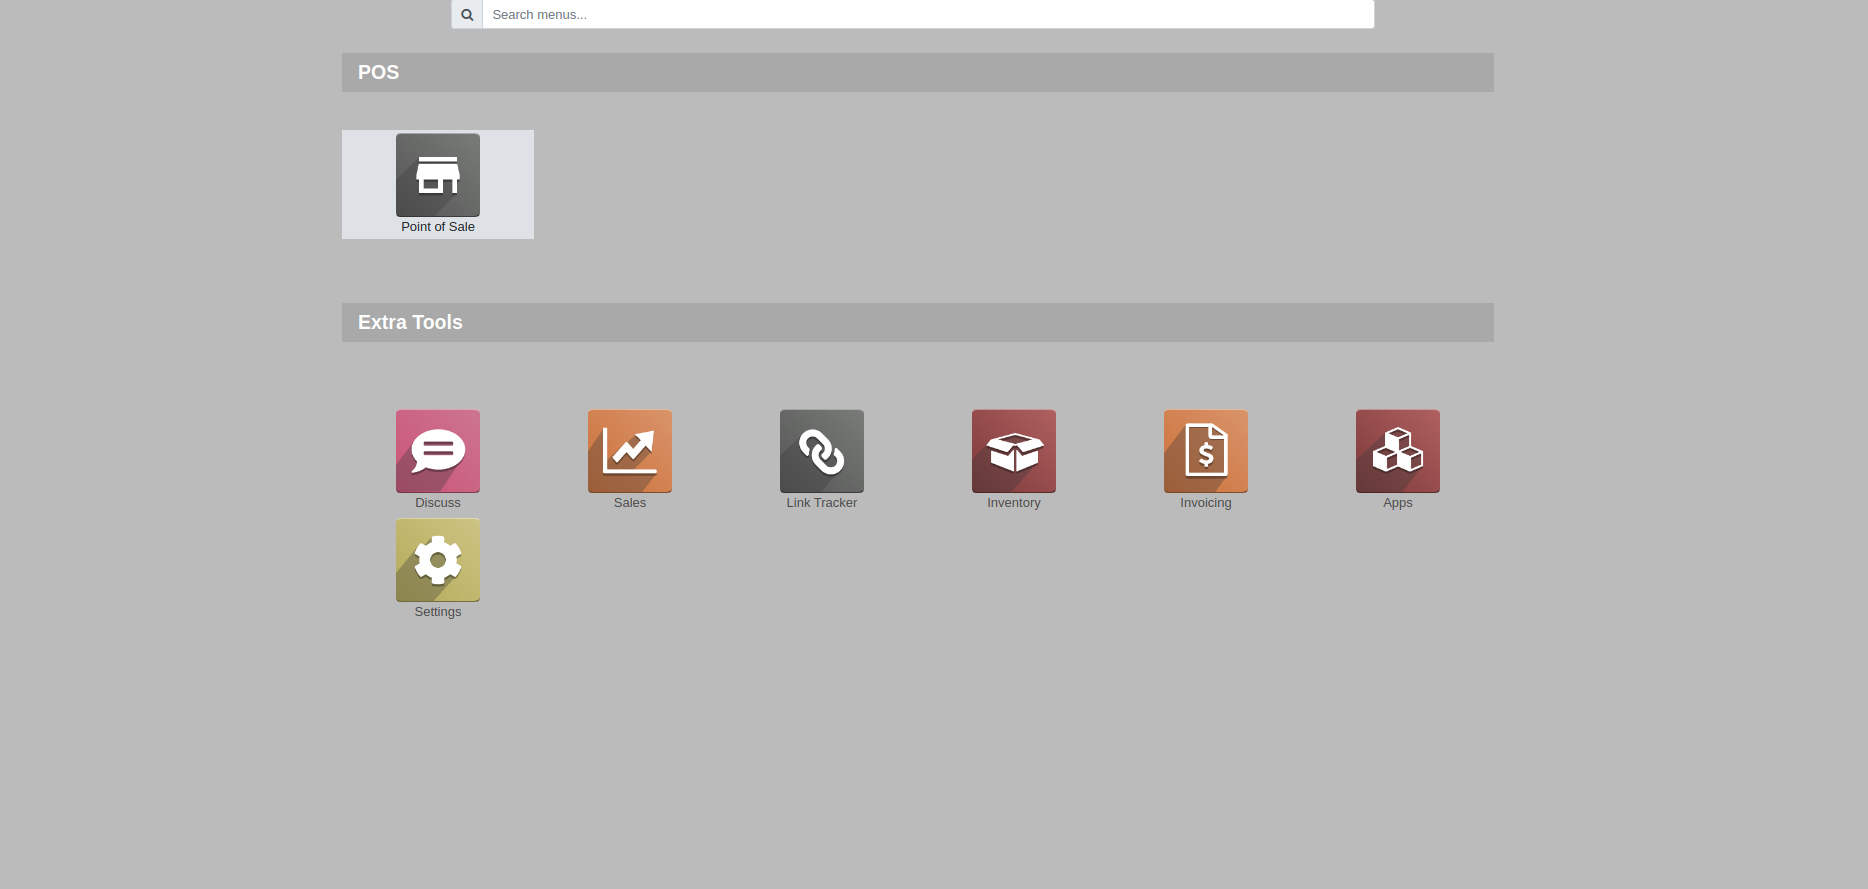 Search menus...
POS
Point of Sale
Extra Tools
Discuss
Sales
Link Tracker
Inventory
Invoicing
Apps
Settings